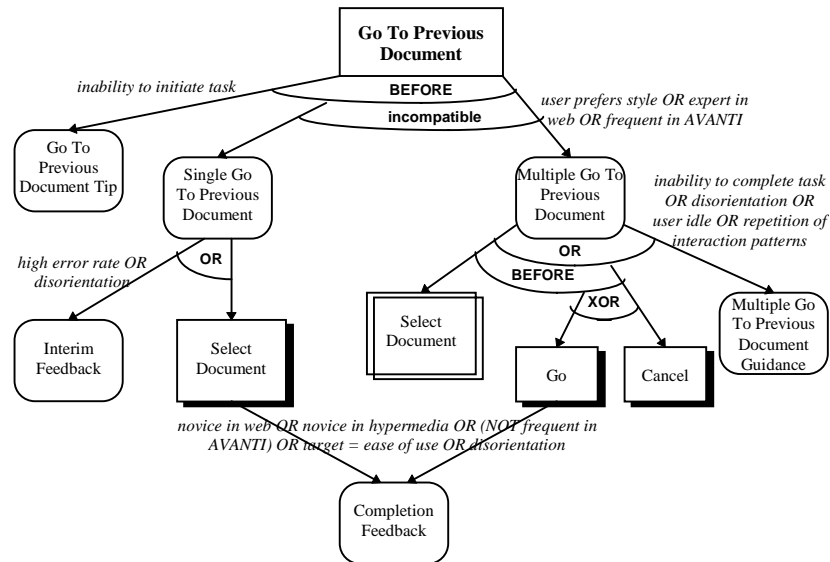 Go To Previous
Document
inability to initiate task
BEFORE
incompatible
user prefers style OR expert in
web OR frequent in AVANTI
Go To
Previous
Document Tip
Single Go
To Previous
Document
Multiple Go To
Previous
Document
inability to complete task
OR disorientation OR
user idle OR repetition of
interaction patterns
high error rate OR
disorientation
OR
OR
BEFORE
XOR
Interim
Feedback
Select
Document
Select
Document
Go
Cancel
Multiple Go
To Previous
Document
Guidance
novice in web OR novice in hypermedia OR (NOT frequent in
AVANTI) OR target = ease of use OR disorientation
Completion
Feedback